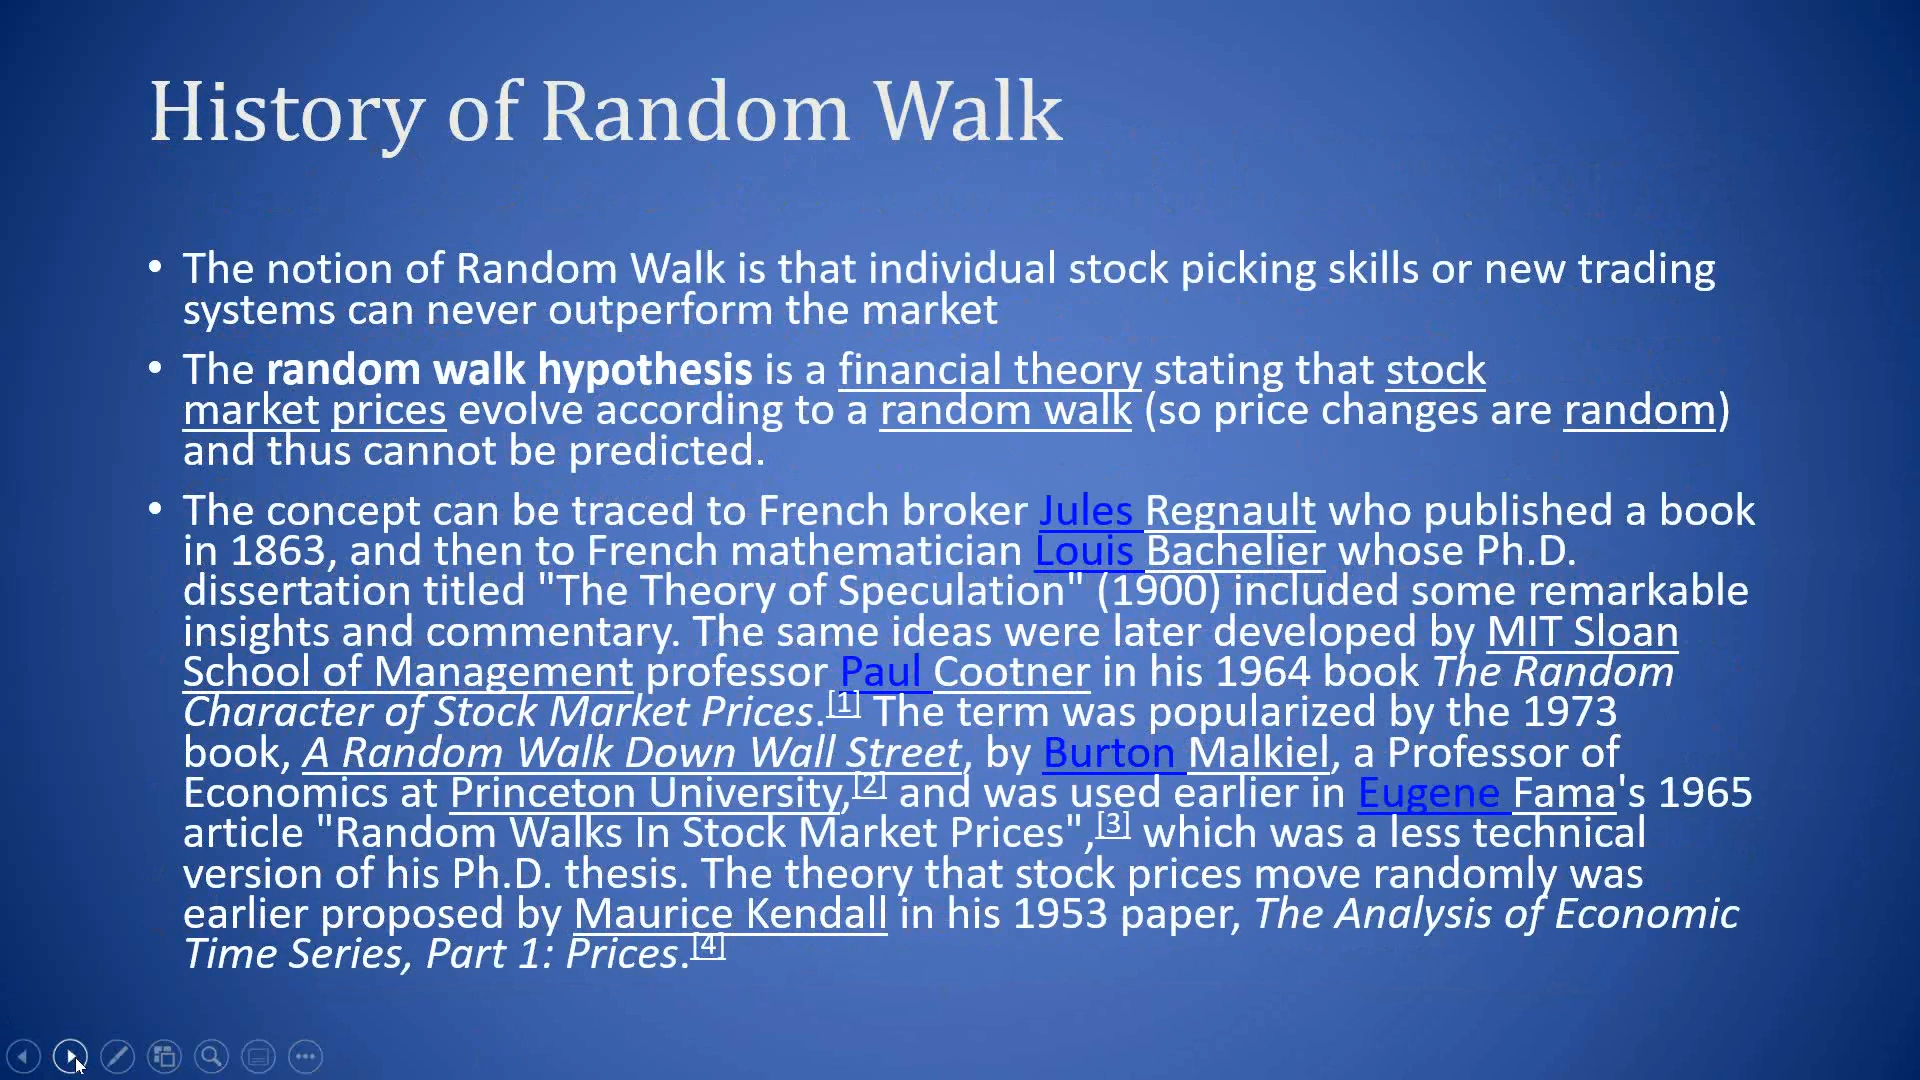 History of Random Walk
• The notion of Random Walk is that individual stock picking skills or new trading
systems can never outperform the market
• The random walk hypothesis is a financial theory stating that stock
market prices evolve according to a random walk (so price changes are random)
and thus cannot be predicted.
• The concept can be traced to French broker Jules Regnault who published a book
in 1863, and then to French mathematician Louis Bachelier whose Ph.D.
dissertation titled "The Theory of Speculation" (1900) included some remarkable
insights and commentary. The same ideas were later developed by MIT Sloan
School of Management professor Paul Cootner in his 1964 book The Random
Character of Stock Market Prices.[1] The term was popularized by the 1973
book, A Random Walk Down Wall Street, by Burton Malkiel, a Professor of
Economics at Princeton University,[2] and was used earlier in Eugene Fama's 1965
article "Random Walks In Stock Market Prices",[3] which was a less technical
version of his Ph.D. thesis. The theory that stock prices move randomly was
earlier proposed by Maurice Kendall in his 1953 paper, The Analysis of Economic
Time Series, Part 1: Prices.[4]